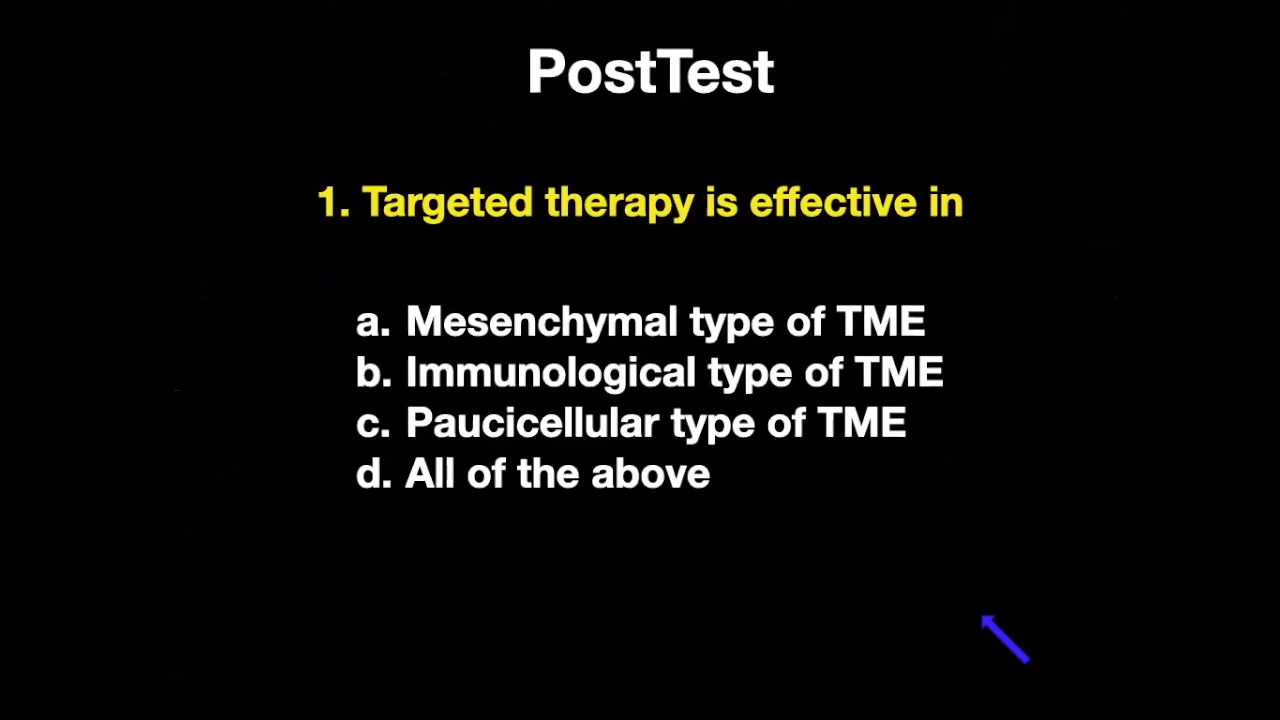 PostTest
1. Targeted therapy is effective in
a. Mesenchymal type of TME
b. Immunological type of TME
c. Paucicellular type of TME
d. All of the above